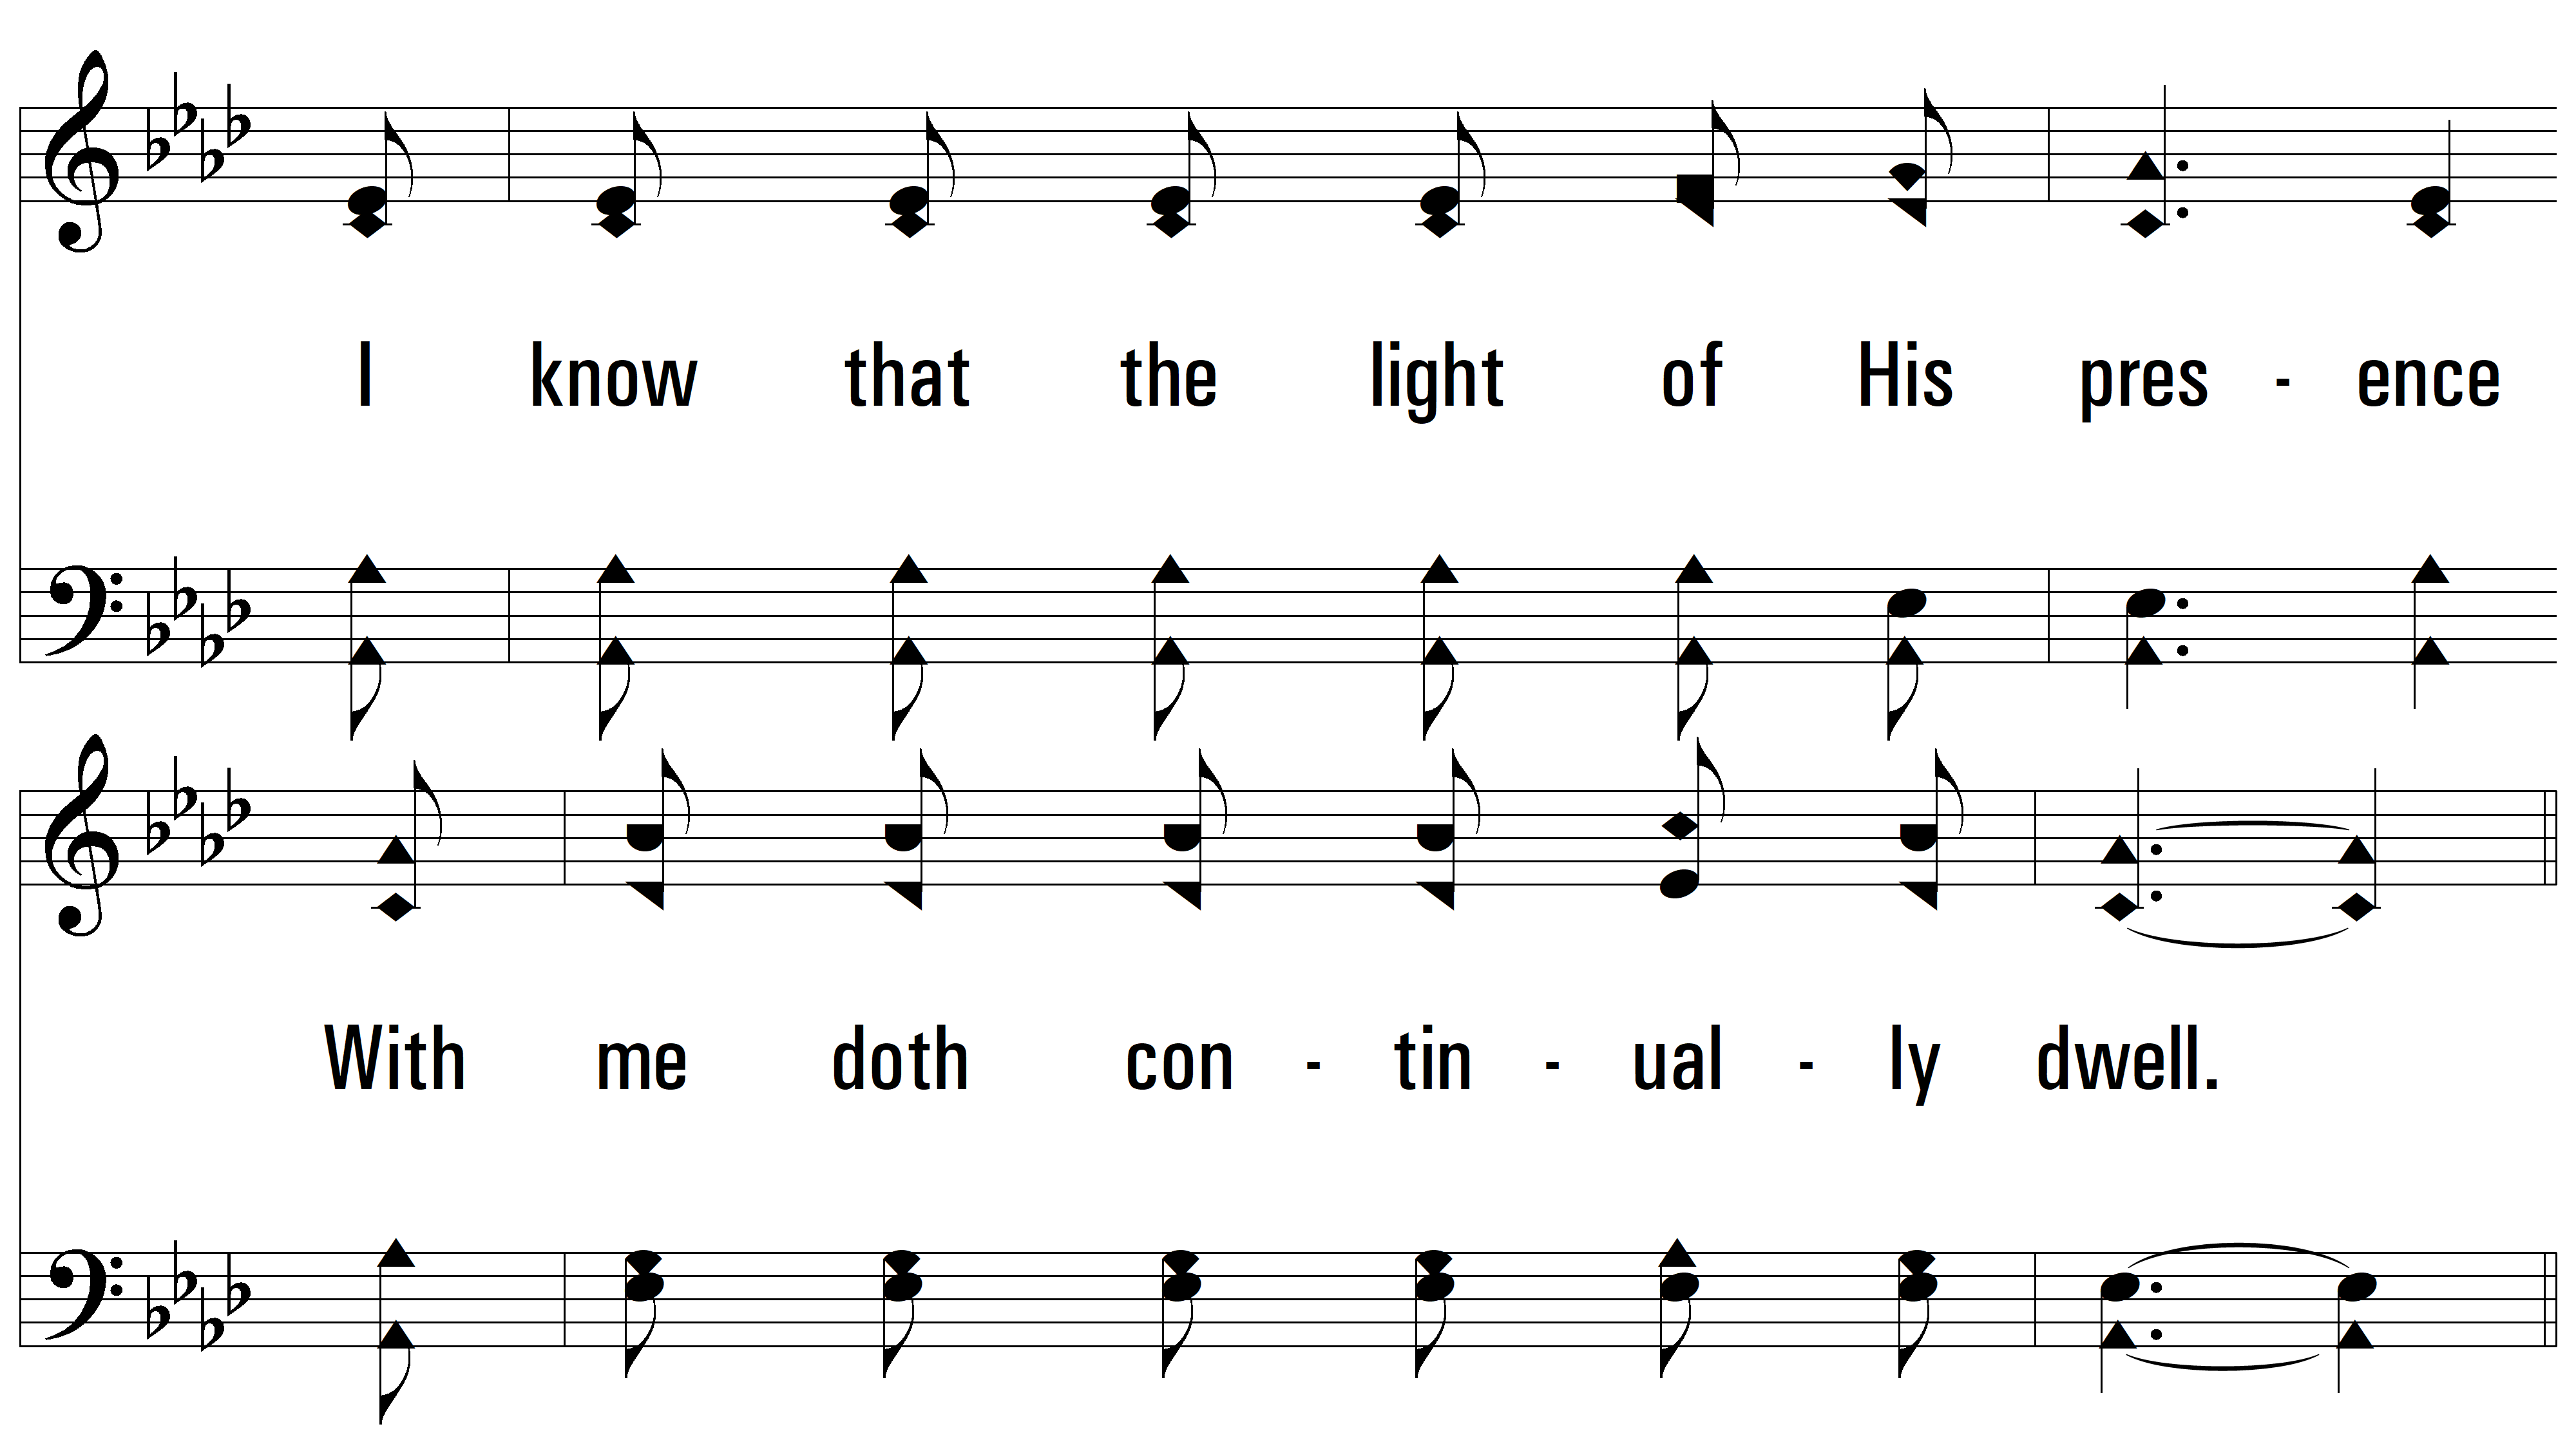 I know that the light of His pres - ence
With me doth con - tin - ual - ly dwell.